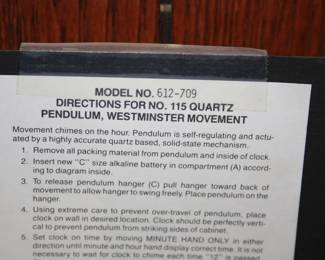 MODEL NO. 612-709
DIRECTIONS FOR NO. 115 QUARTZ
PENDULUM, WESTMINSTER MOVEMENT
Movement chimes on the hour. Pendulum is self-regulating and actu-
ated by a highly accurate quartz based, solid-state mechanism.
1. Remove all packing material from pendulum and inside of clock.
2. Insert new "C" size alkaline battery in compartment (A) accord-
ing to diagram inside.
3. To release pendulum hanger (C) pull hanger toward back of
movement to allow hanger to swing freely. Place pendulum on the
hanger.
4. Using extreme care to prevent over-travel of pendulum, place
clock on wall in desired location. Clock should be perfectly verti-
cal to prevent pendulum from striking sides of cabinet.
5. Set clock on time by moving MINUTE HAND ONLY in either
direction until minute and hour hand display correct time. It is not
necessary to wait for clock to chime each time "12" is passed